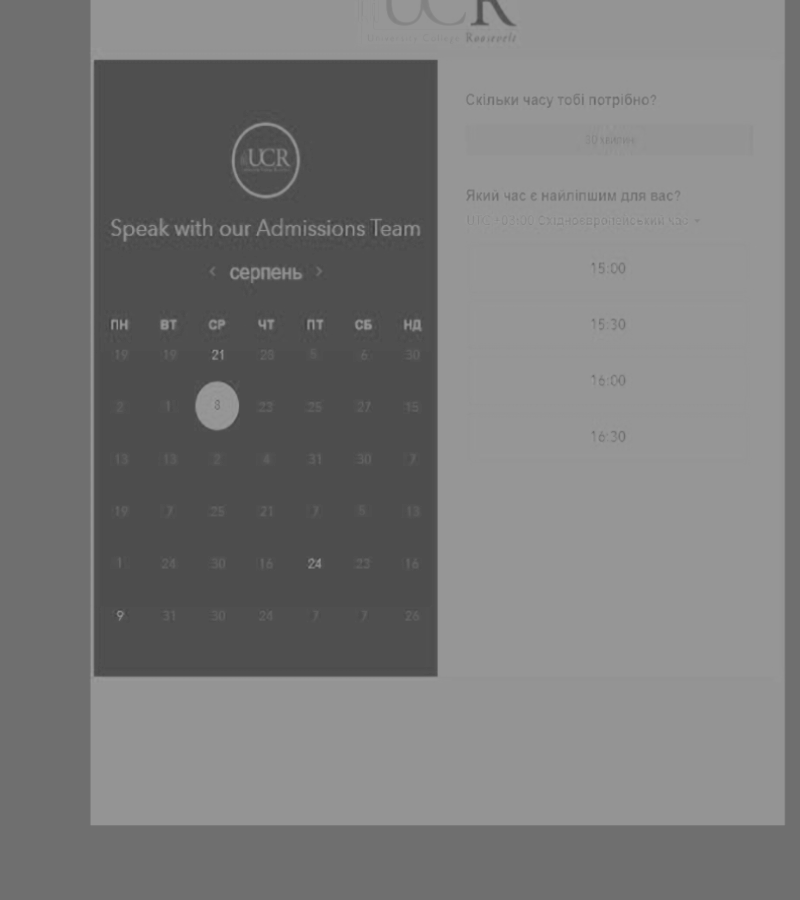 UCR
University College Roosevelt
Скільки часу тобі потрібно?
30 хвилин
UCR
Speak with our Admissions Team
‹ серпень ›
ПН ВТ СР ЧТ ПТ СБ НД
19 19 21 28 5 6 30
2 1 8 22 25 27 15
13 13 2 4 31 30 7
19 7 25 21 7 5 13
1 24 30 16 24 23 16
9 31 30 24 7 7 26
Який час є найліпшим для вас?
UTC +03:00 Східноєвропейський час
15:00
15:30
16:00
16:30